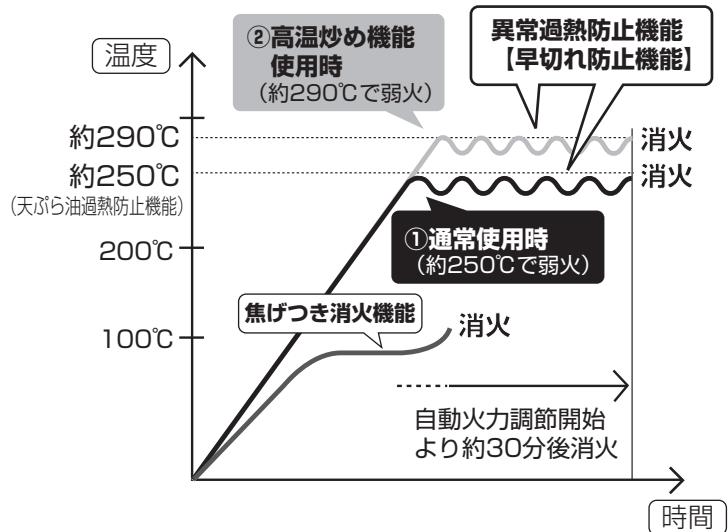 温度
②高温炒め機能
使用時
（約290℃で弱火）
異常過熱防止機能
【早切れ防止機能】
約290℃
消火
約250℃
（天ぷら油過熱防止機能）
消火
①通常使用時
（約250℃で弱火）
200℃
焦げつき消火機能
消火
100℃
自動火力調節開始
より約30分後消火
時間